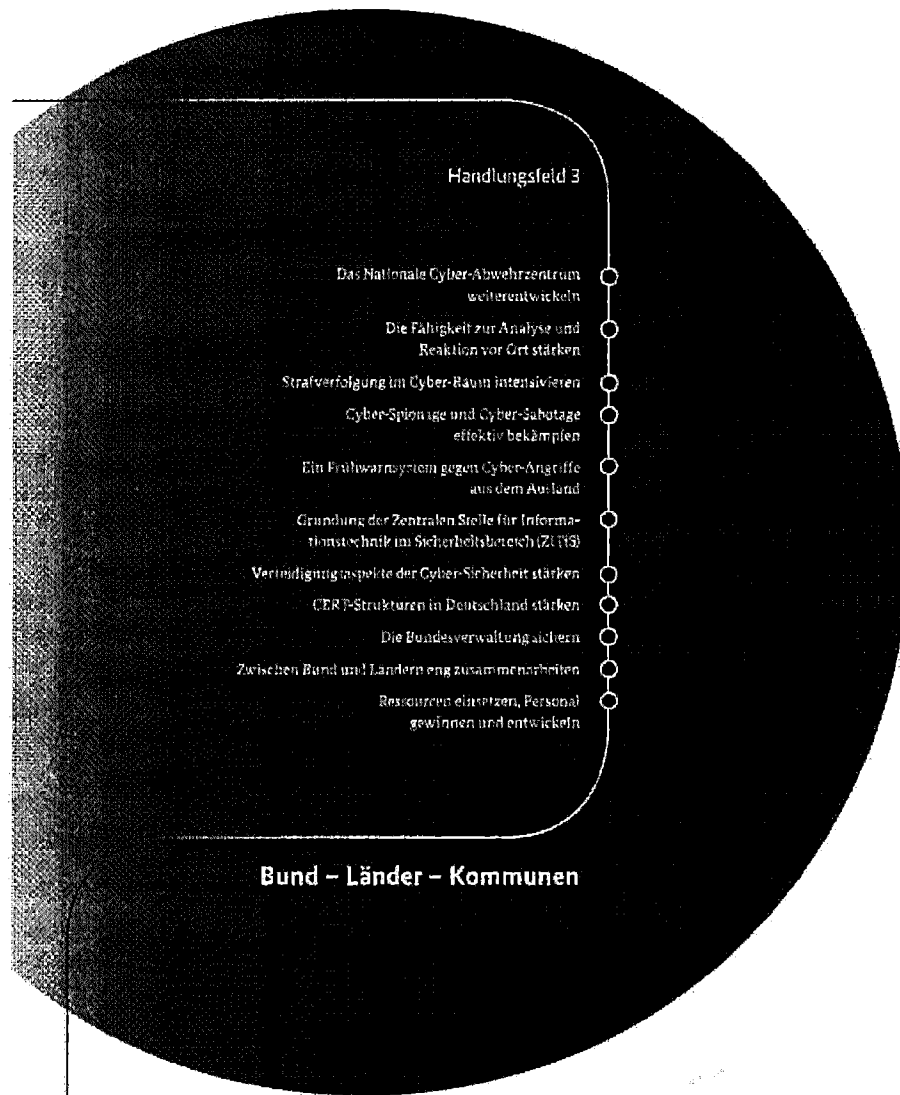 Handlungsfeld 3
Das Nationale Cyber-Abwehrzentrum
weiterentwickeln
Die Fähigkeit zur Analyse und
Reaktion vor Ort stärken
Strafverfolgung im Cyber-Raum intensivieren
Cyber-Spionage und Cyber-Sabotage
effektiv bekämpfen
Ein Frühwarnsystem gegen Cyber-Angriffe
aus dem Ausland
Gründung der Zentralen Stelle für Informa-
tionstechnik im Sicherheitsbereich (ZITiS)
Verteidigungsaspekte der Cyber-Sicherheit stärken
CERT-Strukturen in Deutschland stärken
Die Bundesverwaltung sichern
Zwischen Bund und Ländern eng zusammenarbeiten
Ressourcen einsetzen, Personal
gewinnen und entwickeln
Bund – Länder – Kommunen